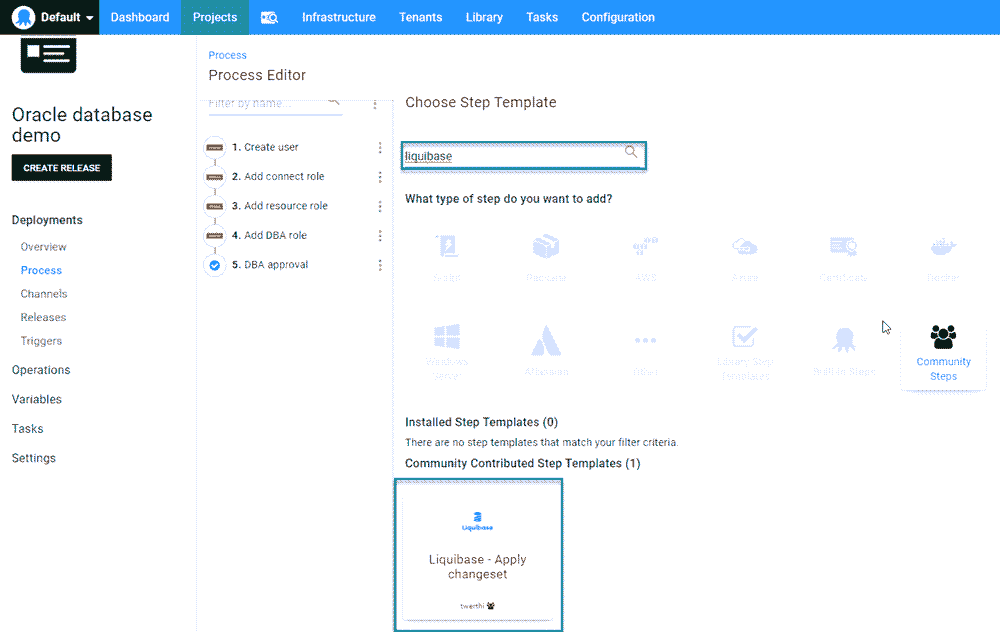 Default
Dashboard
Projects
Infrastructure
Tenants
Library
Tasks
Configuration
Oracle database
demo
CREATE RELEASE
Deployments
Overview
Process
Channels
Releases
Triggers
Operations
Variables
Tasks
Settings
Process
Process Editor
Filter by name...
1. Create user
2. Add connect role
3. Add resource role
4. Add DBA role
5. DBA approval
Choose Step Template
liquibase
What type of step do you want to add?
Script
Package
AWS
Azure
Certificate
Docker
Windows
Server
Atlassian
Other
Library Step
Templates
Community
Steps
Installed Step Templates (0)
There are no step templates that match your filter criteria.
Community Contributed Step Templates (1)
Liquibase
Liquibase - Apply
changeset
twerthi